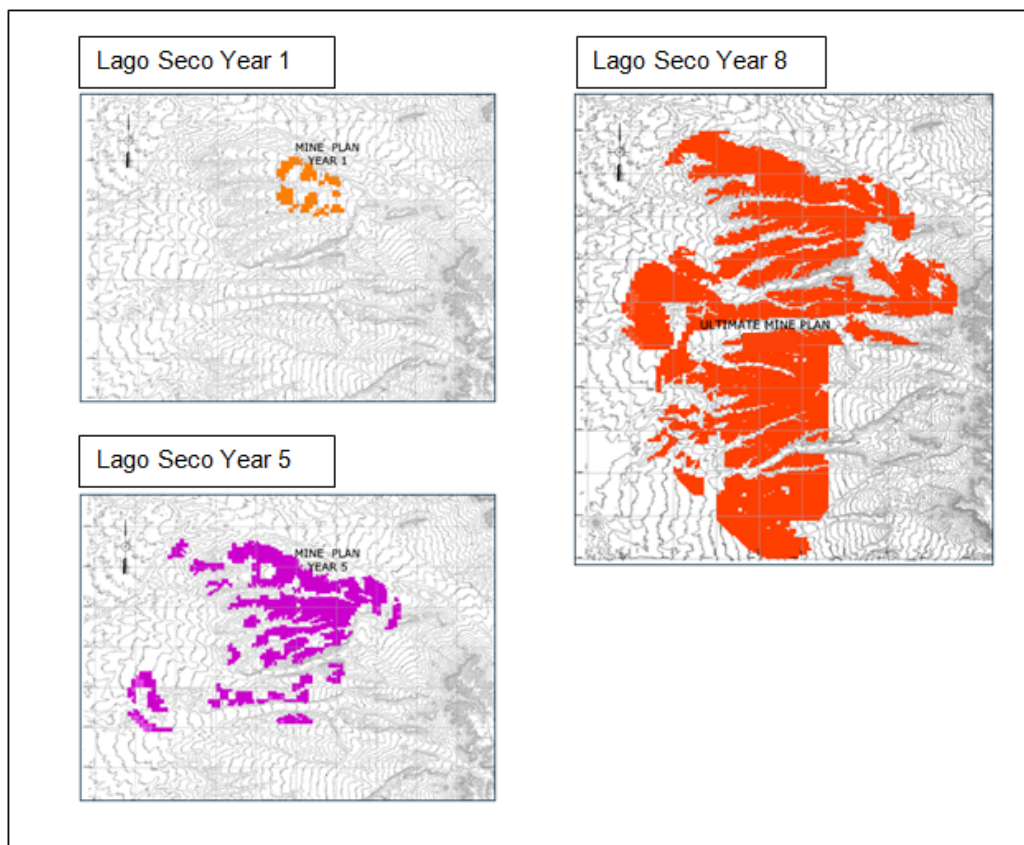 Lago Seco Year 1
MINE PLAN
YEAR 1
Lago Seco Year 5
MINE PLAN
YEAR 5
Lago Seco Year 8
ULTIMATE MINE PLAN